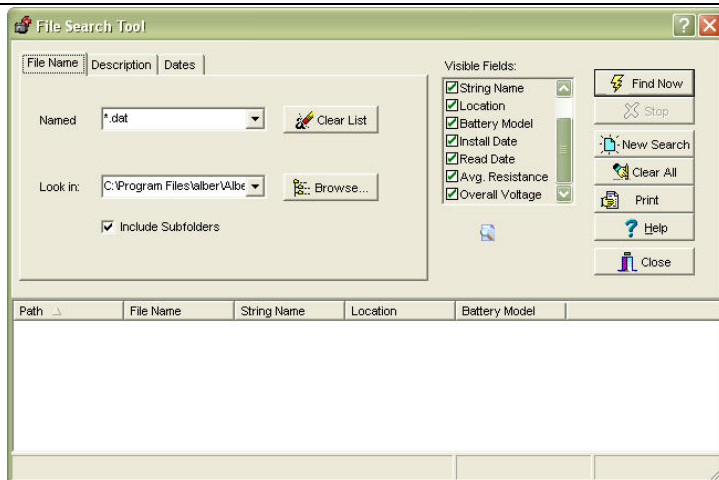 File Search Tool
File Name Description Dates
Named *.dat Clear List
Look in: C:\Program Files\alber\Albe Browse...
Include Subfolders
Visible Fields:
String Name
Location
Battery Model
Install Date
Read Date
Avg. Resistance
Overall Voltage
Find Now
Stop
New Search
Clear All
Print
Help
Close
Path File Name String Name Location Battery Model